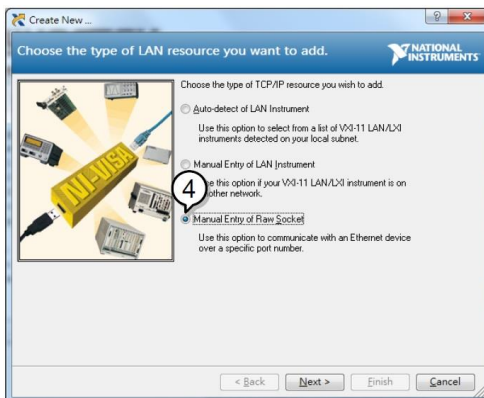 Create New ...
Choose the type of LAN resource you want to add.
NATIONAL
INSTRUMENTS
Choose the type of TCP/IP resource you wish to add.
Auto-detect of LAN Instrument
Use this option to select from a list of VXI-11 LAN/LXI
instruments detected on your local subnet.
Manual Entry of LAN Instrument
this option if your VXI-11 LAN/LXI instrument is on
other network.
4
Manual Entry of Raw Socket
Use this option to communicate with an Ethernet device
over a specific port number.
NI-VISA
< Back
Next >
Finish
Cancel